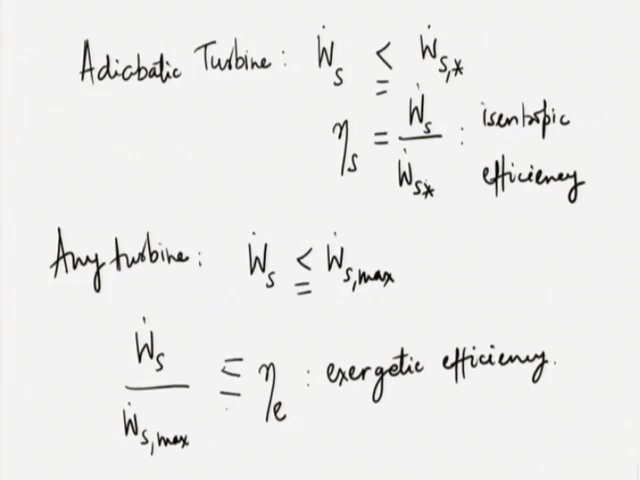 Adiabatic Turbine : Ẇs ≤ Ẇs,*
ηs = Ẇs / Ẇs* : isentropic efficiency
Any turbine : Ẇs ≤ Ẇs,max
Ẇs / Ẇs,max ≡ ηe : exergetic efficiency.